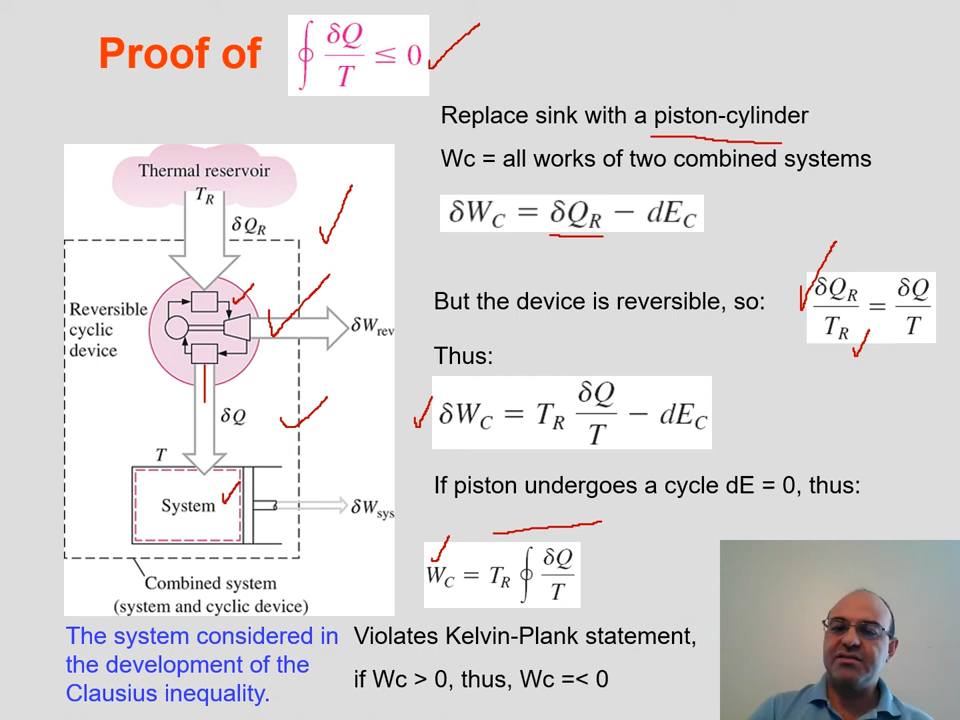 Proof of ∮ δQ/T ≤ 0
Replace sink with a piston-cylinder
Wc = all works of two combined systems
δW_C = δQ_R − dE_C
But the device is reversible, so: δQ_R/T_R = δQ/T
Thus:
δW_C = T_R δQ/T − dE_C
If piston undergoes a cycle dE = 0, thus:
W_C = T_R ∮ δQ/T
Violates Kelvin-Plank statement,
if Wc > 0, thus, Wc =< 0
Thermal reservoir
T_R
δQ_R
Reversible
cyclic
device
δW_rev
δQ
T
System
δW_sys
Combined system
(system and cyclic device)
The system considered in
the development of the
Clausius inequality.